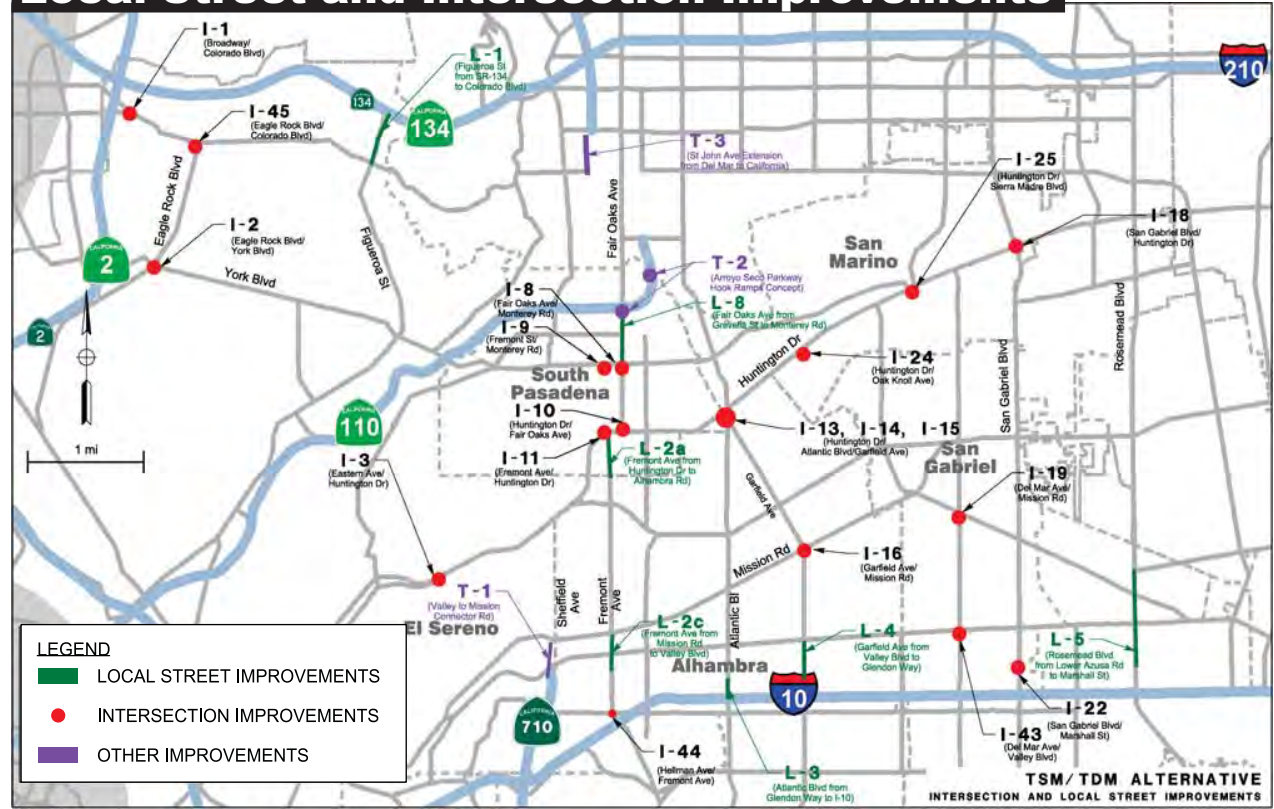 Local Street and Intersection Improvements
I-1
(Broadway/
Colorado Blvd)
L-1
(Figueroa St
from SR-134
to Colorado Blvd)
CALIFORNIA
210
134
CALIFORNIA
134
I-45
(Eagle Rock Blvd/
Colorado Blvd)
T-3
(St John Ave Extension
from Del Mar to California)
I-25
(Huntington Dr/
Sierra Madre Blvd)
Eagle Rock Blvd
Fair Oaks Ave
I-2
(Eagle Rock Blvd/
York Blvd)
I-18
(San Gabriel Blvd/
Huntington Dr)
San
Marino
CALIFORNIA
2
York Blvd
Figueroa St
T-2
(Arroyo Seco Parkway
Hook Ramps Concept)
I-8
(Fair Oaks Ave/
Monterey Rd)
L-8
(Fair Oaks Ave from
Grevelia St to Monterey Rd)
2
I-9
(Fremont St/
Monterey Rd)
Rosemead Blvd
Huntington Dr
San Gabriel Blvd
I-24
(Huntington Dr/
Oak Knoll Ave)
South
Pasadena
CALIFORNIA
110
I-10
(Huntington Dr/
Fair Oaks Ave)
1 mi
I-13, I-14, I-15
(Huntington Dr/
Atlantic Blvd/Garfield Ave)
I-3
(Eastern Ave/
Huntington Dr)
I-11
(Fremont Ave/
Huntington Dr)
L-2a
(Fremont Ave from
Huntington Dr to
Alhambra Rd)
San
Gabriel
I-19
(Del Mar Ave/
Mission Rd)
Garfield Ave
Mission Rd
I-16
(Garfield Ave/
Mission Rd)
T-1
(Valley to Mission
Connector Rd)
El Sereno
Sheffield
Ave
Fremont
Ave
Atlantic Bl
L-2c
(Fremont Ave from
Mission Rd
to Valley Blvd)
L-4
(Garfield Ave from
Valley Blvd to
Glendon Way)
L-5
(Rosemead Blvd
from Lower Azusa Rd
to Marshall St)
Alhambra
LEGEND
LOCAL STREET IMPROVEMENTS
INTERSECTION IMPROVEMENTS
OTHER IMPROVEMENTS
10
CALIFORNIA
710
I-22
(San Gabriel Blvd/
Marshall St)
I-43
(Del Mar Ave/
Valley Blvd)
I-44
(Hellman Ave/
Fremont Ave)
L-3
(Atlantic Blvd from
Glendon Way to I-10)
TSM/TDM ALTERNATIVE
INTERSECTION AND LOCAL STREET IMPROVEMENTS